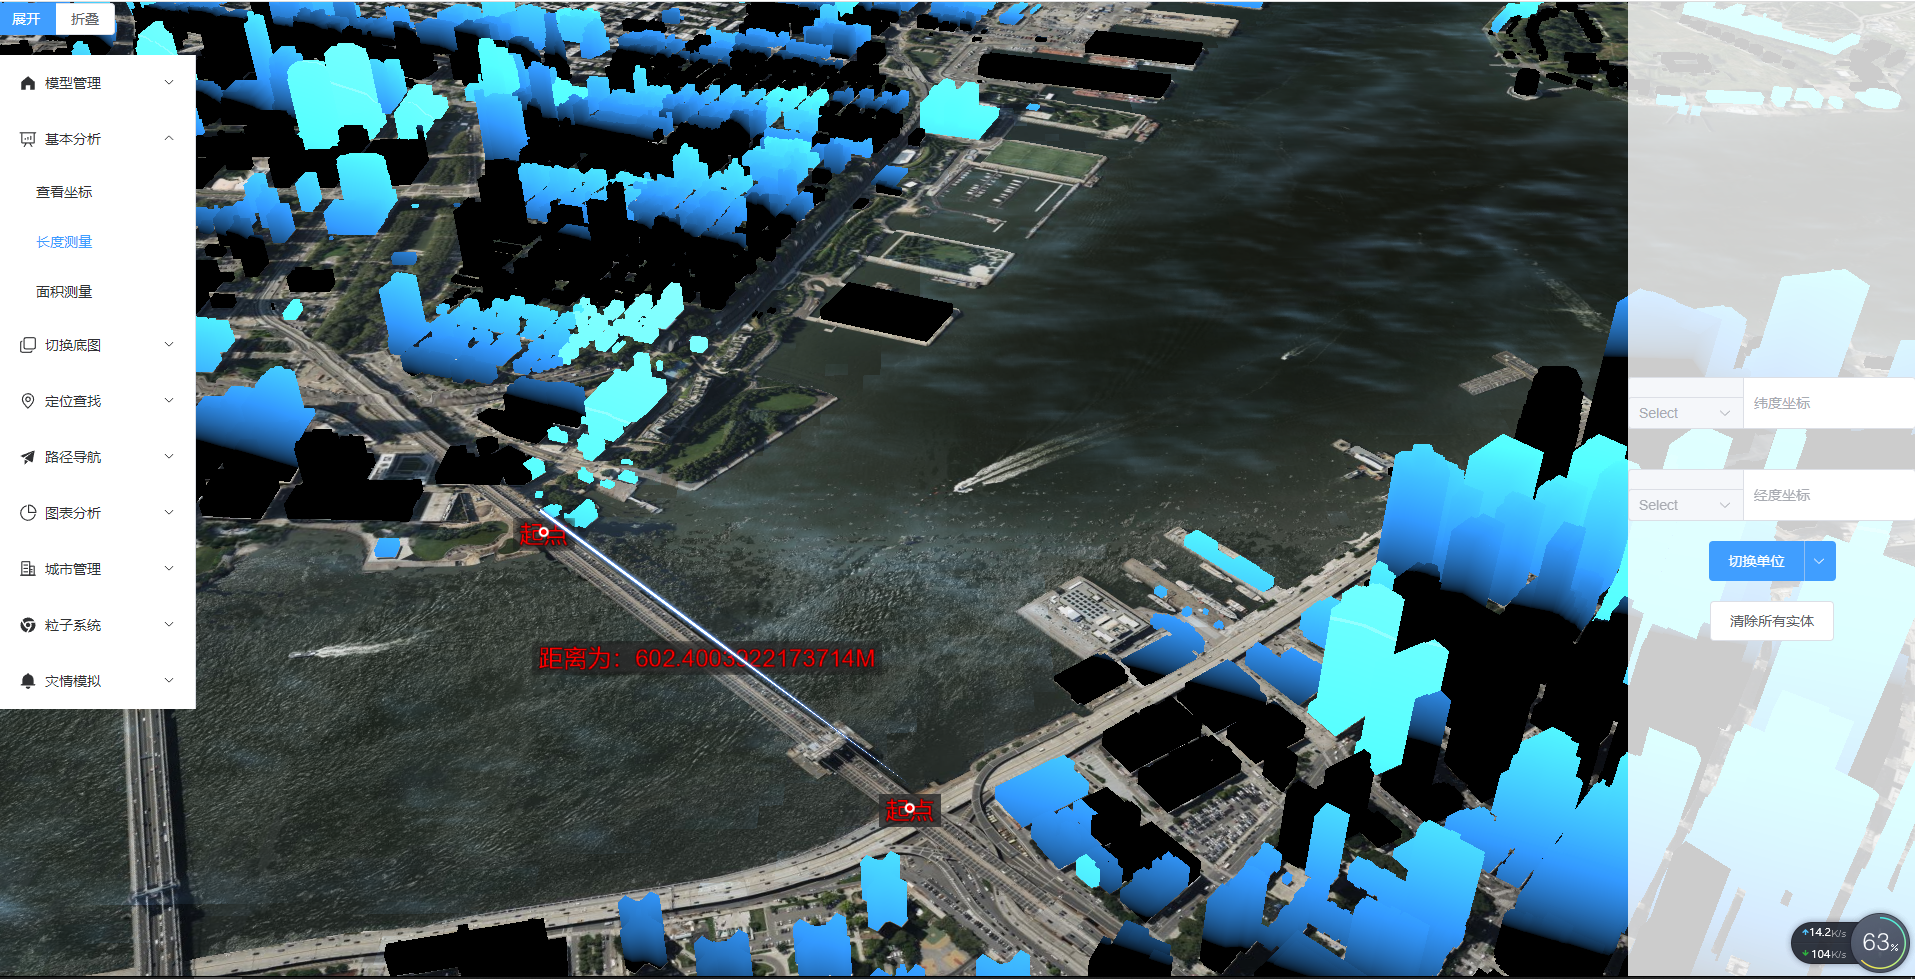 展开
折叠
模型管理
基本分析
查看坐标
长度测量
面积测量
切换底图
定位查找
路径导航
图表分析
城市管理
粒子系统
灾情模拟
起点
距离为：602.4003922173714M
起点
Select
纬度坐标
Select
经度坐标
切换单位
清除所有实体
↑14.2K/s
↓104K/s
63%